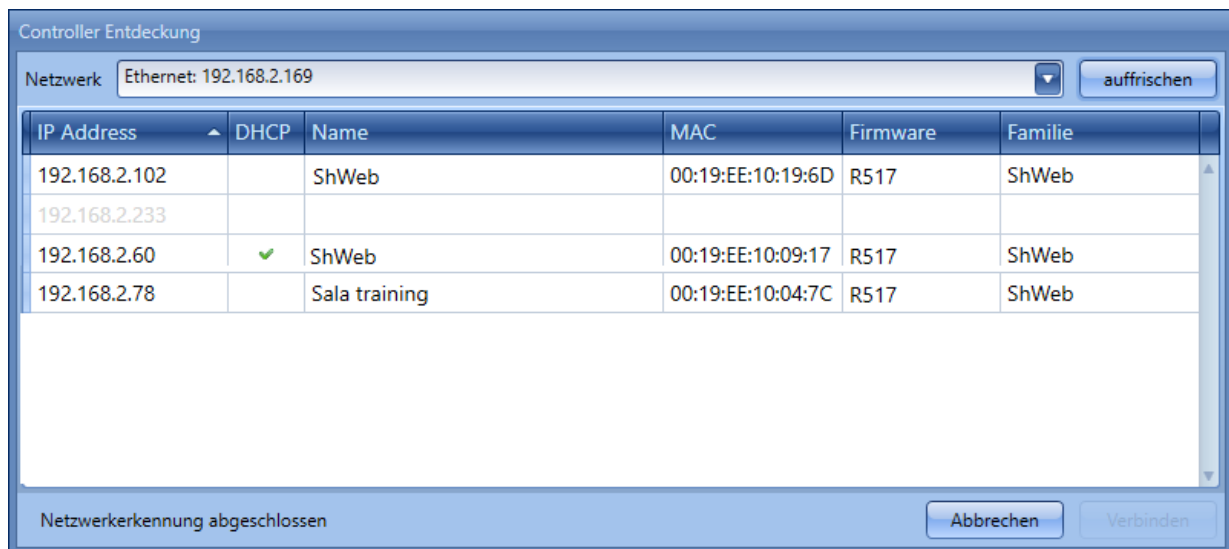 Controller Entdeckung
Netzwerk Ethernet: 192.168.2.169 auffrischen
IP Address DHCP Name MAC Firmware Familie
192.168.2.102 ShWeb 00:19:EE:10:19:6D R517 ShWeb
192.168.2.233
192.168.2.60 ShWeb 00:19:EE:10:09:17 R517 ShWeb
192.168.2.78 Sala training 00:19:EE:10:04:7C R517 ShWeb
Netzwerkerkennung abgeschlossen Abbrechen Verbinden